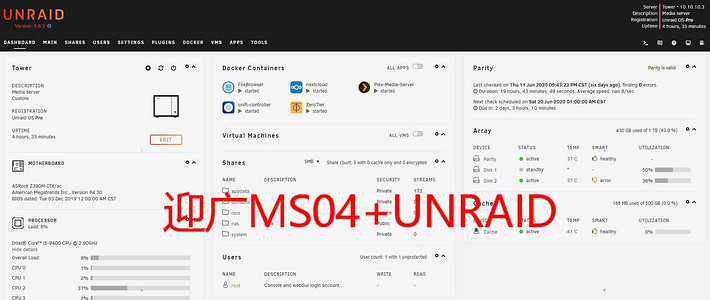 UNRAID
Version: 6.8.3
Server
Description
Registration
Uptime
Tower • 10.10.10.3
Media server
Unraid OS Pro
4 hours, 35 minutes
DASHBOARD MAIN SHARES USERS SETTINGS PLUGINS DOCKER VMS APPS TOOLS
Tower
DESCRIPTION
Media server
Custom
REGISTRATION
Unraid OS Pro
UPTIME
4 hours, 35 minutes
EDIT
MOTHERBOARD
ASRock Z390M-ITX/ac
American Megatrends Inc., Version P4.30
BIOS dated: Tue 03 Dec 2019 12:00:00 AM CST
PROCESSOR
Load: 8%
Intel® Core™ i5-9400 CPU @ 2.90GHz
Hide details
Overall Load: 8%
CPU 0 1%
CPU 1 2%
CPU 2 37%
CPU 3 2%
Docker Containers ALL APPS
FileBrowser
started
nextcloud
started
Plex-Media-Server
started
unifi-controller
started
ZeroTier
started
Virtual Machines ALL VMS
Shares SMB Share count: 5 with 0 cache only and 0 encrypted
NAME DESCRIPTION SECURITY STREAMS
appdata Private 172
Private 0
isos
nas Public
system Private 0
迎广MS04+UNRAID
Users User count: 1 with 1 unprotected
NAME DESCRIPTION WRITE READ
root Console and webGui login account
Parity Parity is valid
Last checked on Thu 11 Jun 2020 09:43:23 PM CST (six days ago), finding 0 errors.
Duration: 19 hours, 43 minutes, 49 seconds. Average speed: nan B/sec
Next check scheduled on Sat 20 Jun 2020 01:00:00 AM CST
Due in: 2 days, 3 hours, 10 minutes
Array 430 GB used of 1 TB (43.0 %)
DEVICE STATUS TEMP SMART UTILIZATION
Parity active 37 C healthy -
Disk 1 standby * - 50%
Disk 2 active 37 C error 36%
Cache 168 MB used of 500 GB (0.0 %)
DEVICE STATUS TEMP SMART UTILIZATION
Cache active 41 C healthy 0%